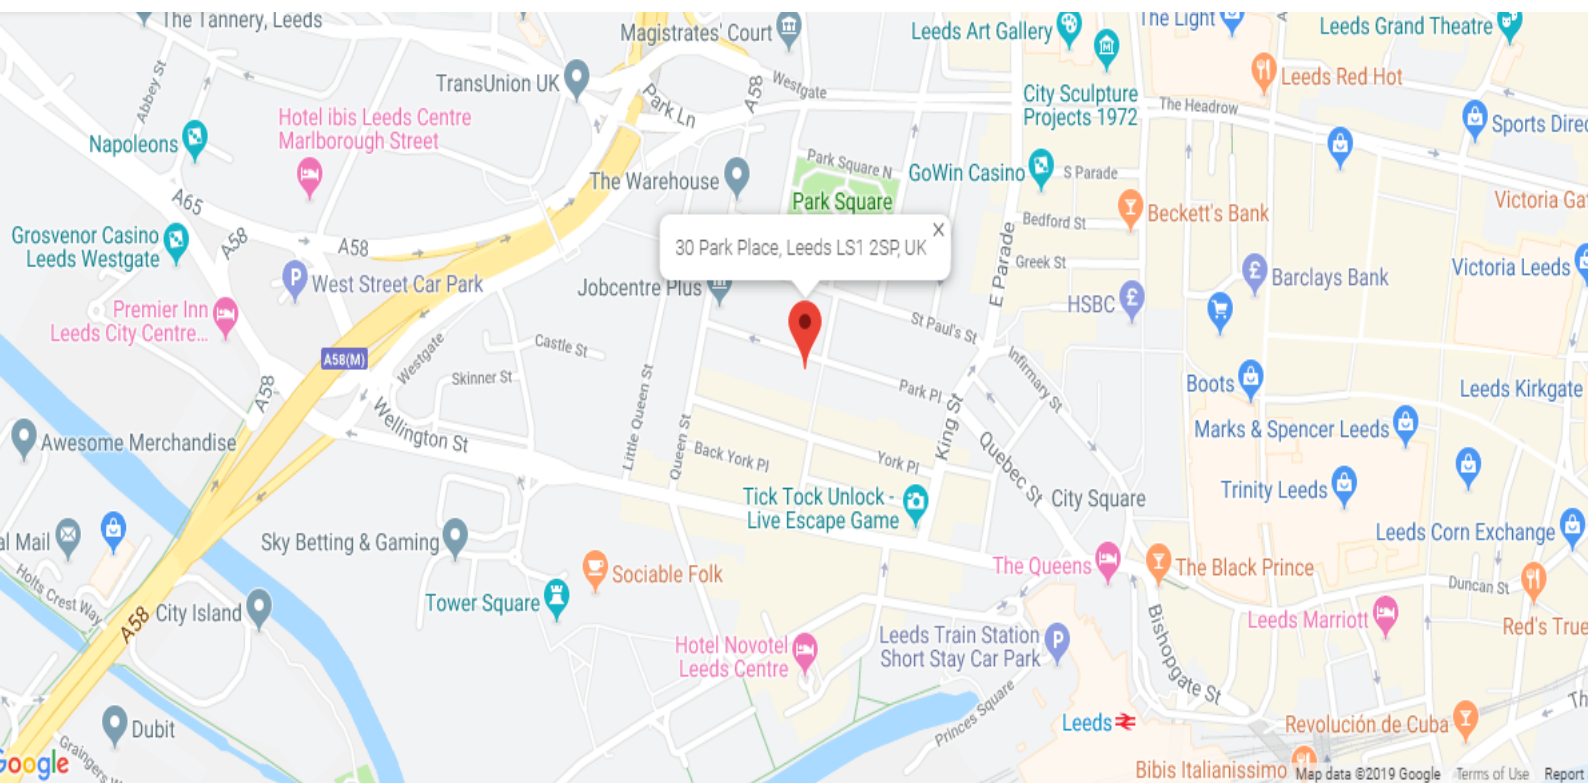 The Tannery, Leeds
Magistrates' Court
Leeds Art Gallery
The Light
Leeds Grand Theatre
TransUnion UK
Abbey St
Park Ln
A58
Westgate
Leeds Red Hot
City Sculpture
Projects 1972
The Headrow
Hotel ibis Leeds Centre
Marlborough Street
Napoleons
Sports
Park Square N
The Warehouse
GoWin Casino
S Parade
A65
Park Square
Bedford St
Beckett's Bank
Victoria
Grosvenor Casino
Leeds Westgate
A58
A58
30 Park Place, Leeds LS1 2SP, UK
X
E Parade
Greek St
Victoria Leeds
West Street Car Park
Jobcentre Plus
HSBC
Barclays Bank
Premier Inn
Leeds City Centre...
St Paul's St
A58(M)
Westgate
Castle St
Infirmary St
Skinner St
Park Pl
Boots
Leeds Kirkgate
A58
Little Queen St
Queen St
King St
Wellington St
Marks & Spencer Leeds
Awesome Merchandise
Back York Pl
York Pl
Quebec St
Tick Tock Unlock -
Live Escape Game
City Square
Trinity Leeds
Mail
Sky Betting & Gaming
Leeds Corn Exchange
Sociable Folk
The Queens
The Black Prince
Holts Crest Way
Duncan St
Tower Square
City Island
A58
Leeds Marriott
Red's True
Hotel Novotel
Leeds Centre
Leeds Train Station
Short Stay Car Park
Bishopgate St
Princes Square
Leeds
Dubit
Revolución de Cuba
Th
Graingers
Google
Bibis Italianissimo
Map data ©2019 Google
Terms of Use
Report